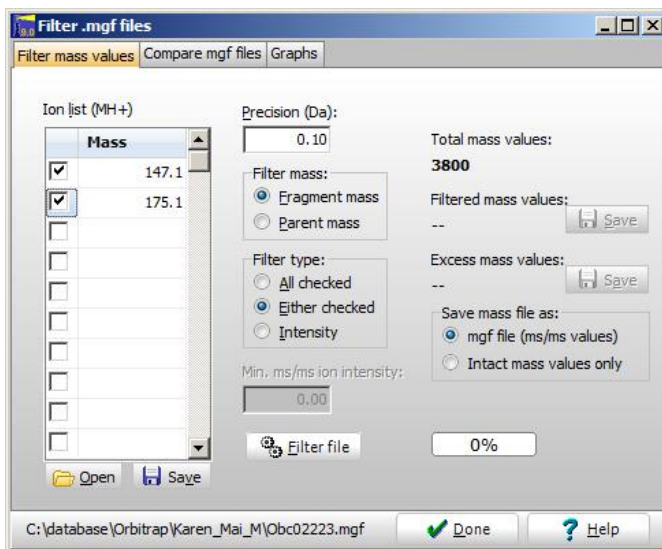 9.0 Filter .mgf files
Filter mass values Compare mgf files Graphs
Ion list (MH+)
Mass
147.1
175.1
Open Save
Precision (Da):
0.10
Filter mass:
Fragment mass
Parent mass
Filter type:
All checked
Either checked
Intensity
Min. ms/ms ion intensity:
0.00
Filter file
Total mass values:
3800
Filtered mass values:
-- Save
Excess mass values:
-- Save
Save mass file as:
mgf file (ms/ms values)
Intact mass values only
0%
C:\database\Orbitrap\Karen_Mai_M\Obc02223.mgf Done Help